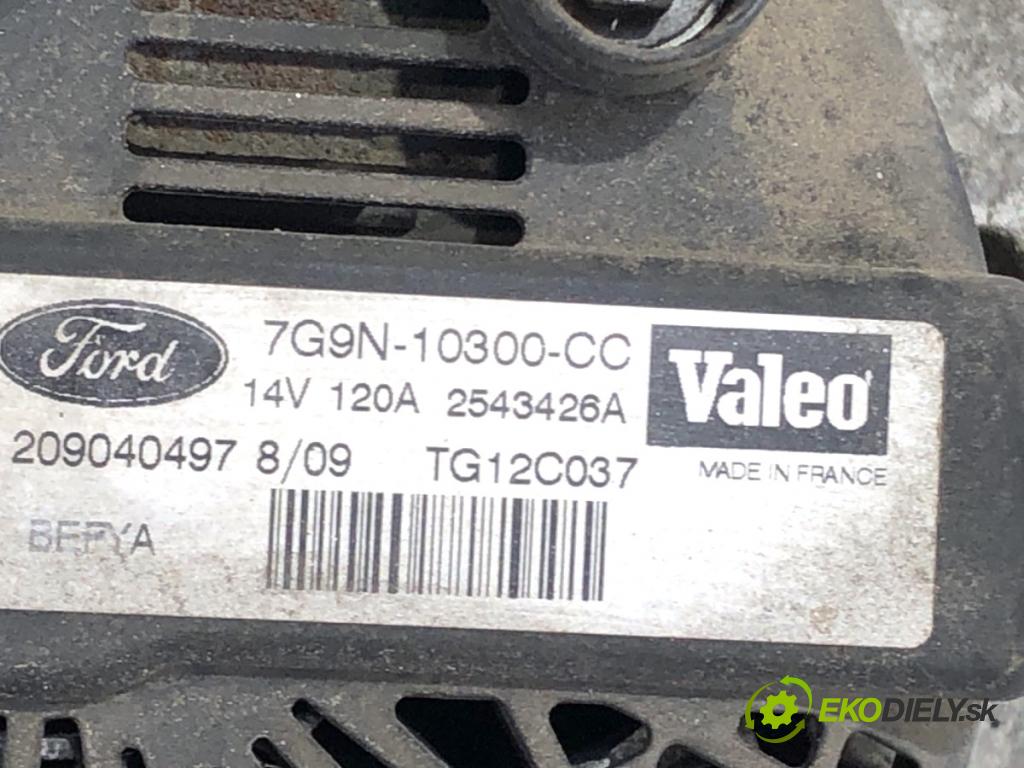 Ford
7G9N-10300-CC
14V 120A 2543426A
Valeo
209040497 8/09 TG12C037
MADE IN FRANCE
EKODIELY.sk